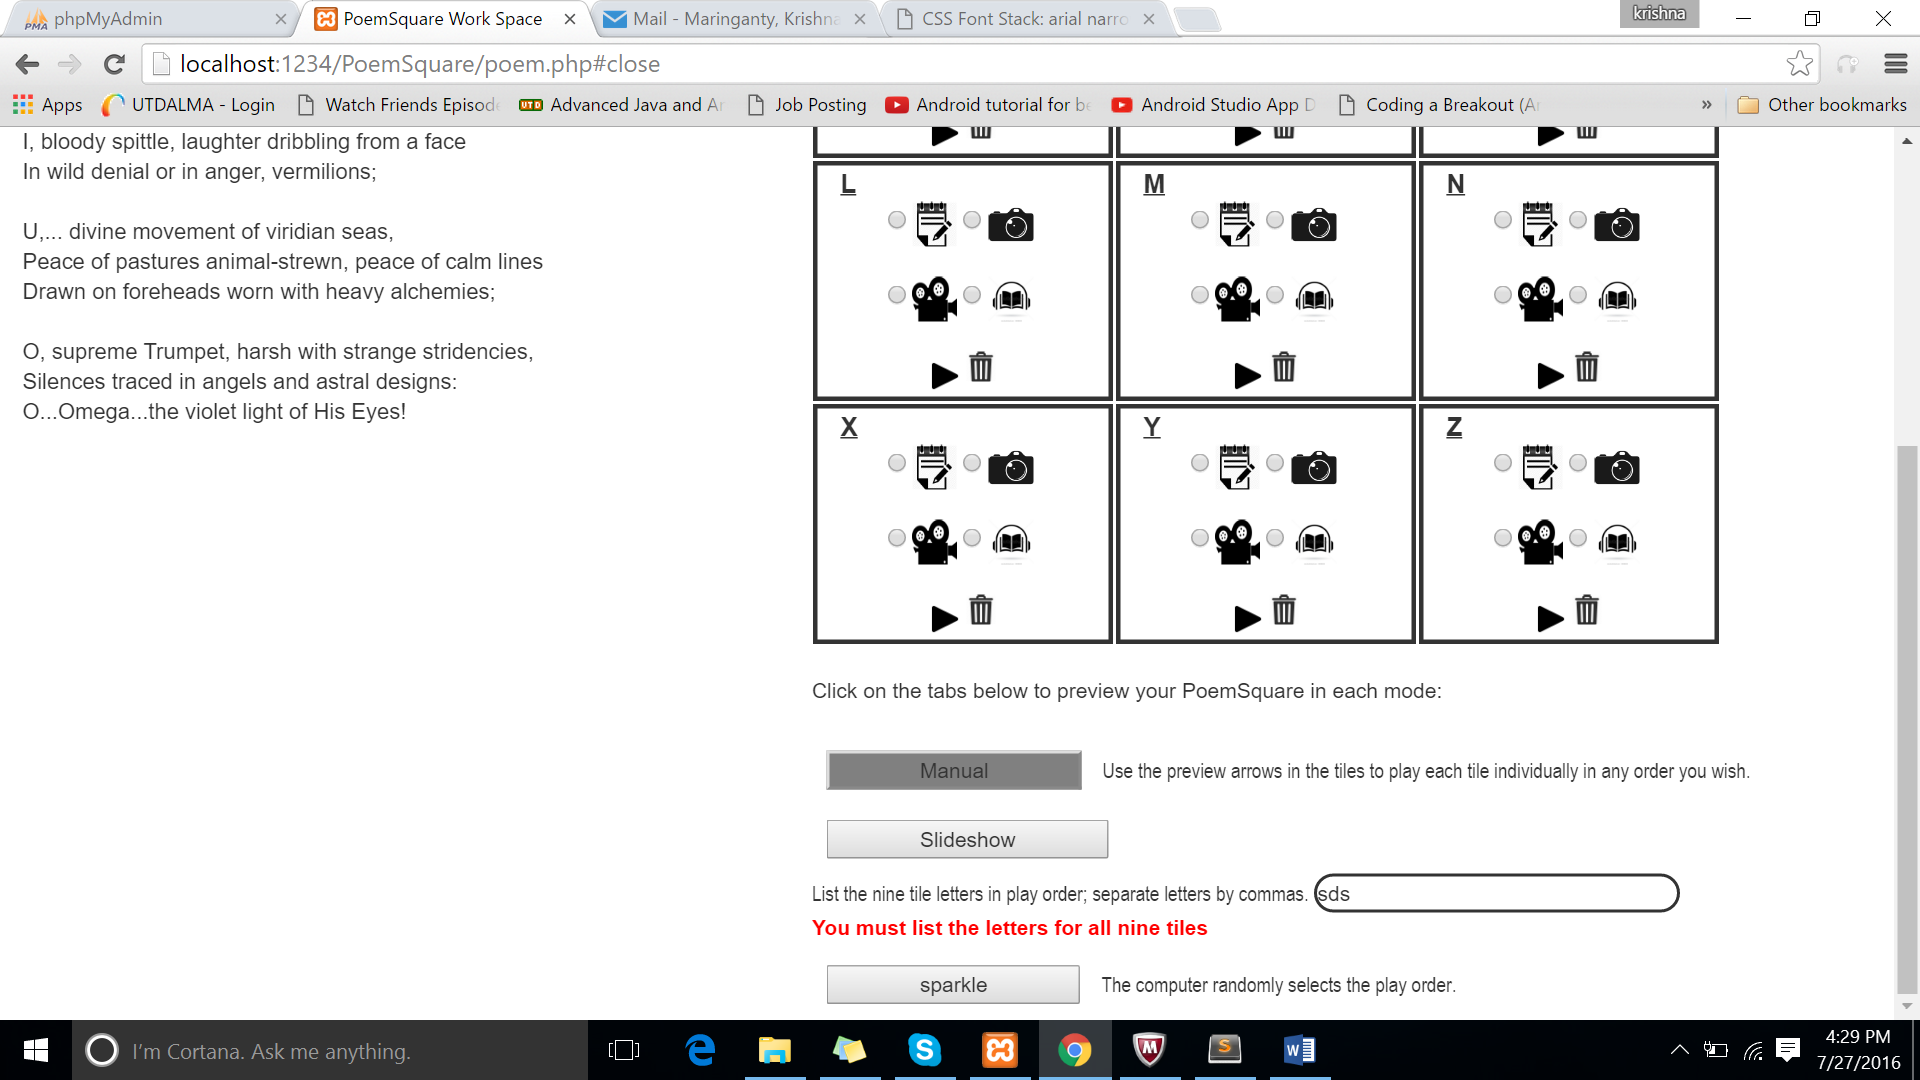 phpMyAdmin
PoemSquare Work Space
Mail - Maringanty, Krishna
CSS Font Stack: arial narro
krishna
localhost:1234/PoemSquare/poem.php#close
Apps
UTDALMA - Login
Watch Friends Episod
Advanced Java and Ar
Job Posting
Android tutorial for be
Android Studio App D
Coding a Breakout (Ar
»
Other bookmarks
I, bloody spittle, laughter dribbling from a face
In wild denial or in anger, vermilions;
U,... divine movement of viridian seas,
Peace of pastures animal-strewn, peace of calm lines
Drawn on foreheads worn with heavy alchemies;
O, supreme Trumpet, harsh with strange stridencies,
Silences traced in angels and astral designs:
O...Omega...the violet light of His Eyes!
L
M
N
X
Y
Z
Click on the tabs below to preview your PoemSquare in each mode:
Manual
Use the preview arrows in the tiles to play each tile individually in any order you wish.
Slideshow
List the nine tile letters in play order; separate letters by commas.
sds
You must list the letters for all nine tiles
sparkle
The computer randomly selects the play order.
I'm Cortana. Ask me anything.
4:29 PM
7/27/2016